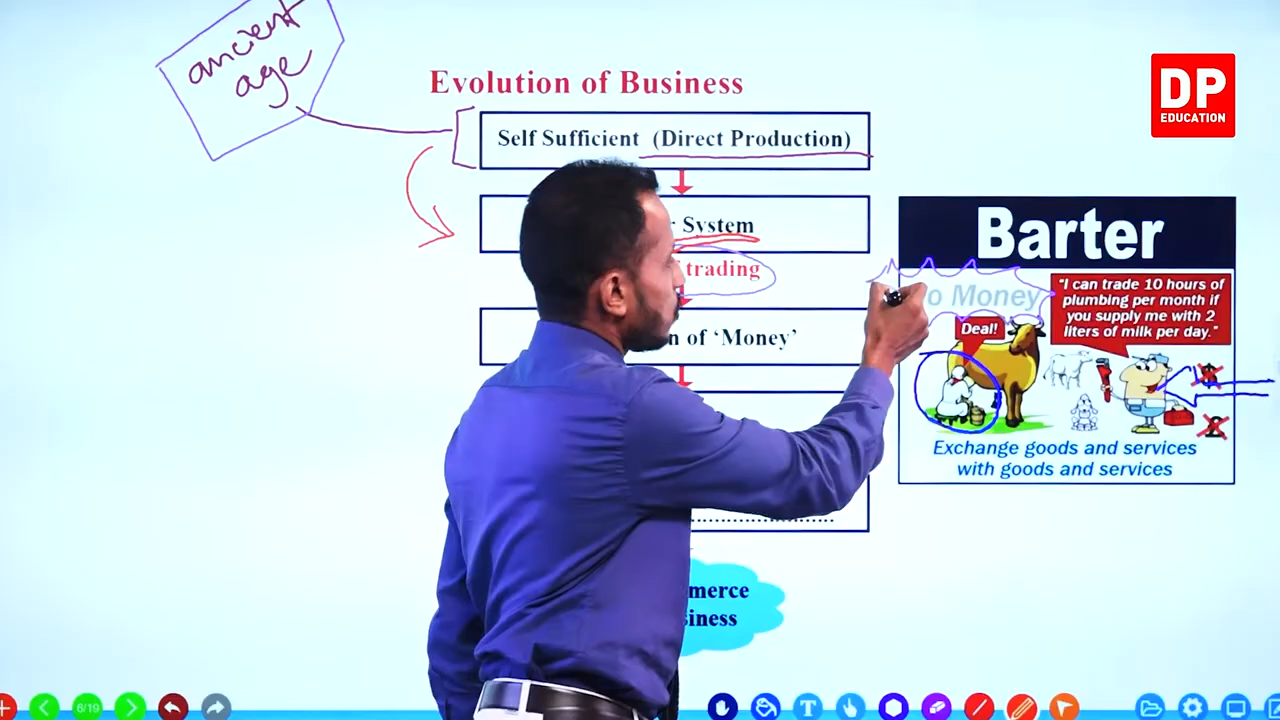 ancient
age
Evolution of Business
DP
EDUCATION
Self Sufficient (Direct Production)
System
trading
of ‘Money’
Barter
Money
"I can trade 10 hours of
plumbing per month if
you supply me with 2
liters of milk per day."
Deal!
Exchange goods and services
with goods and services
6/19
T